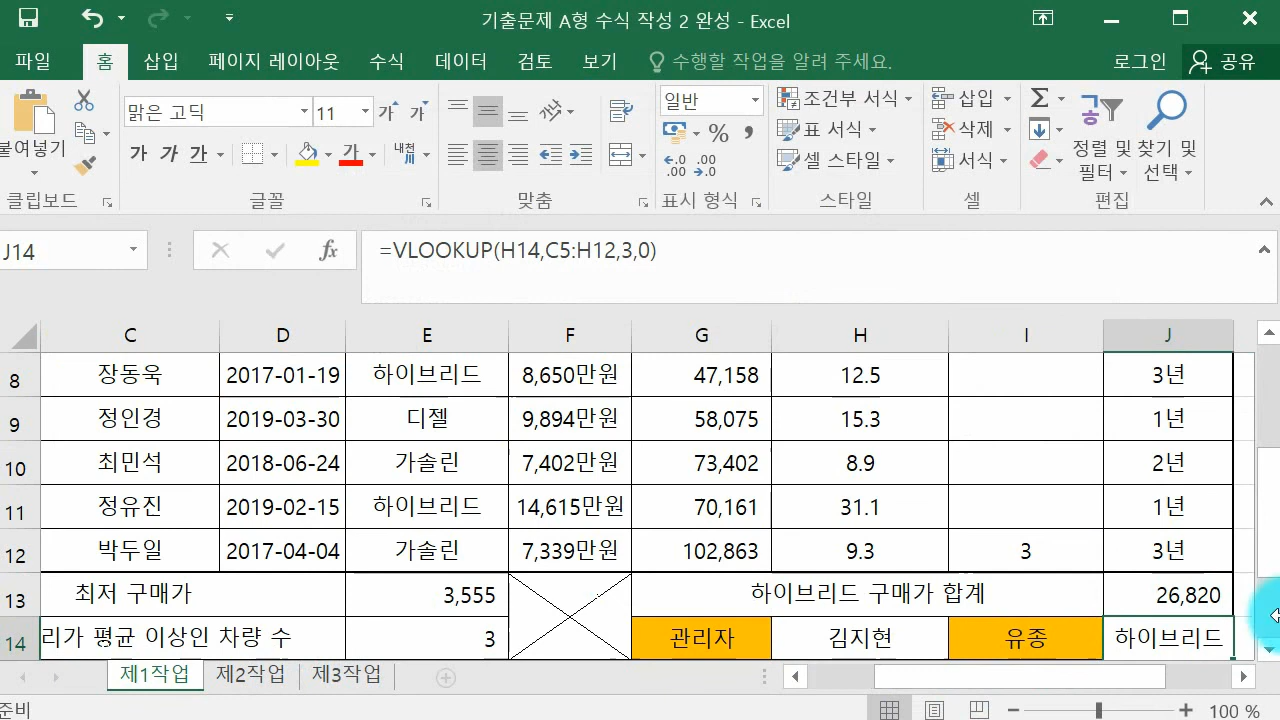 기출문제 A형 수식 작성 2 완성 - Excel
파일 홈 삽입 페이지 레이아웃 수식 데이터 검토 보기 수행할 작업을 알려 주세요. 로그인 공유
맑은 고딕 11 일반 조건부 서식 삽입
붙여넣기 표 서식 삭제 정렬 및 찾기 및
가 가 가 가 내천 % 셀 스타일 서식 필터 선택
클립보드 글꼴 맞춤 표시 형식 스타일 셀 편집
J14 fx =VLOOKUP(H14,C5:H12,3,0)
C D E F G H I J
8 장동욱 2017-01-19 하이브리드 8,650만원 47,158 12.5 3년
9 정인경 2019-03-30 디젤 9,894만원 58,075 15.3 1년
10 최민석 2018-06-24 가솔린 7,402만원 73,402 8.9 2년
11 정유진 2019-02-15 하이브리드 14,615만원 70,161 31.1 1년
12 박두일 2017-04-04 가솔린 7,339만원 102,863 9.3 3 3년
13 최저 구매가 3,555 하이브리드 구매가 합계 26,820
14 리가 평균 이상인 차량 수 3 관리자 김지현 유종 하이브리드
제1작업 제2작업 제3작업
준비 100 %